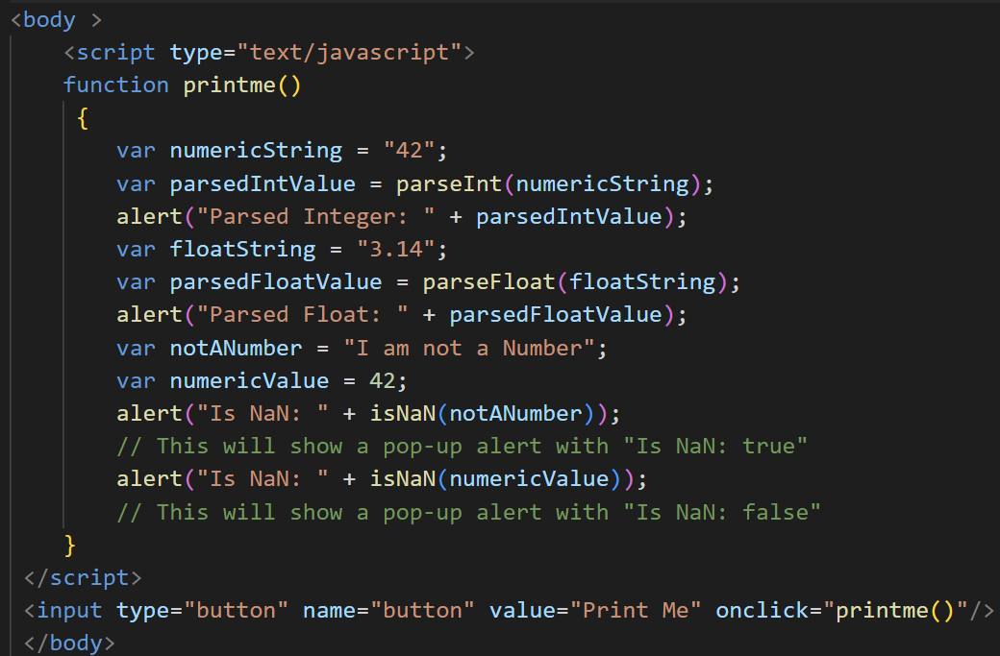 <body >
<script type="text/javascript">
function printme()
{
var numericString = "42";
var parsedIntValue = parseInt(numericString);
alert("Parsed Integer: " + parsedIntValue);
var floatString = "3.14";
var parsedFloatValue = parseFloat(floatString);
alert("Parsed Float: " + parsedFloatValue);
var notANumber = "I am not a Number";
var numericValue = 42;
alert("Is NaN: " + isNaN(notANumber));
// This will show a pop-up alert with "Is NaN: true"
alert("Is NaN: " + isNaN(numericValue));
// This will show a pop-up alert with "Is NaN: false"
}
</script>
<input type="button" name="button" value="Print Me" onclick="printme()"/>
</body>